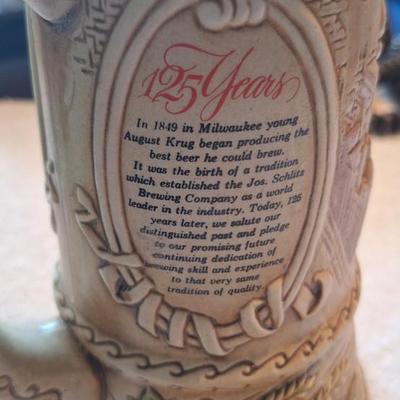 125 Years
In 1849 in Milwaukee young
August Krug began producing the
best beer he could brew.
It was the birth of a tradition
which established the Jos. Schlitz
Brewing Company as a world
leader in the industry. Today, 125
years later, we salute our
distinguished past and pledge
to our promising future
continuing dedication of
brewing skill and experience
to that very same
tradition of quality.